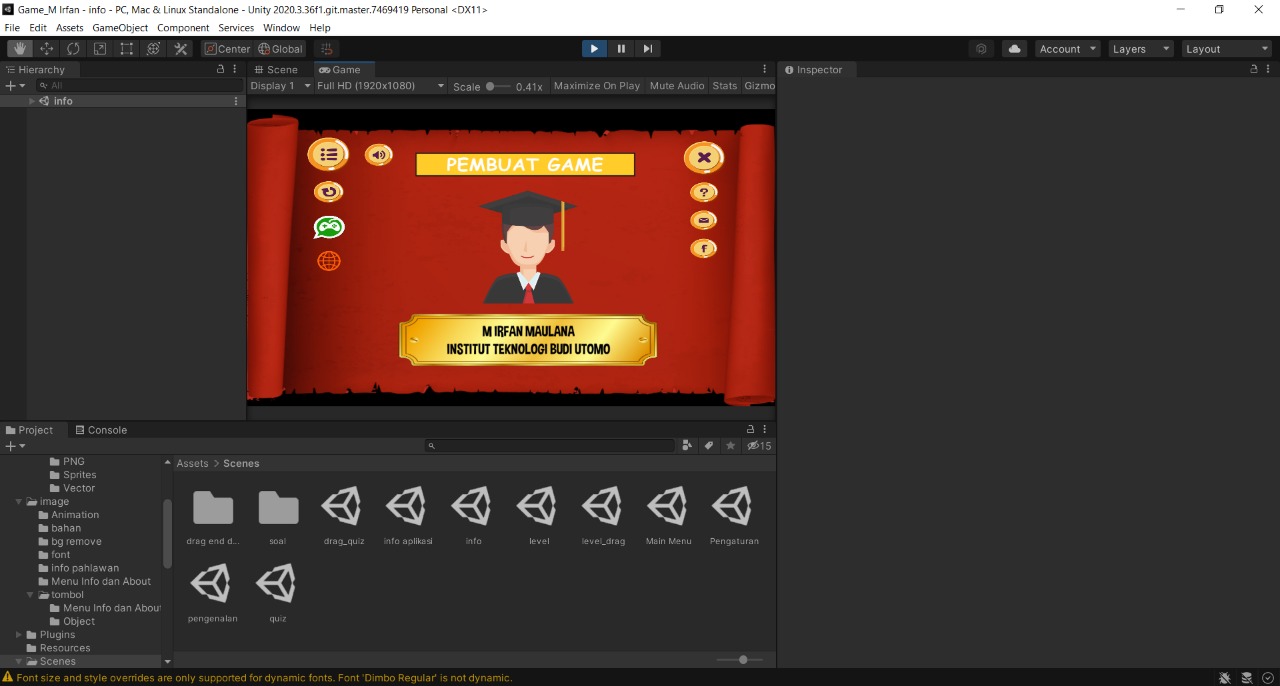 Game_M Irfan - info - PC, Mac & Linux Standalone - Unity 2020.3.36f1.git.master.7469419 Personal <DX11>
File Edit Assets GameObject Component Services Window Help
Center Global
Account Layers Layout
Hierarchy
All
info
Scene Game
Display 1 Full HD (1920x1080) Scale 0.41x Maximize On Play Mute Audio Stats Gizmo
Inspector
PEMBUAT GAME
?
f
M IRFAN MAULANA
INSTITUT TEKNOLOGI BUDI UTOMO
Project Console
15
PNG
Sprites
Vector
image
Animation
bahan
bg remove
font
info pahlawan
Menu Info dan About
tombol
Menu Info dan About
Object
Plugins
Resources
Scenes
Assets > Scenes
drag end d... soal drag_quiz info aplikasi info level level_drag Main Menu Pengaturan
pengenalan quiz
Font size and style overrides are only supported for dynamic fonts. Font 'Dimbo Regular' is not dynamic.